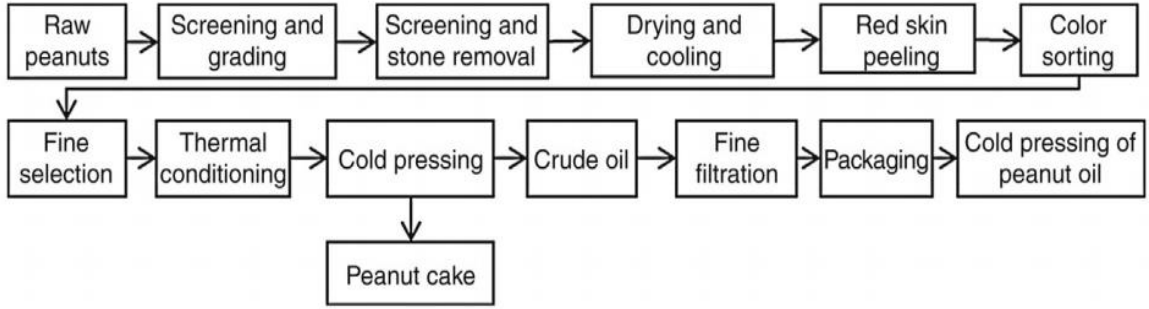 Raw
peanuts
Screening and
grading
Screening and
stone removal
Drying and
cooling
Red skin
peeling
Color
sorting
Fine
selection
Thermal
conditioning
Cold pressing
Crude oil
Fine
filtration
Packaging
Cold pressing of
peanut oil
Peanut cake